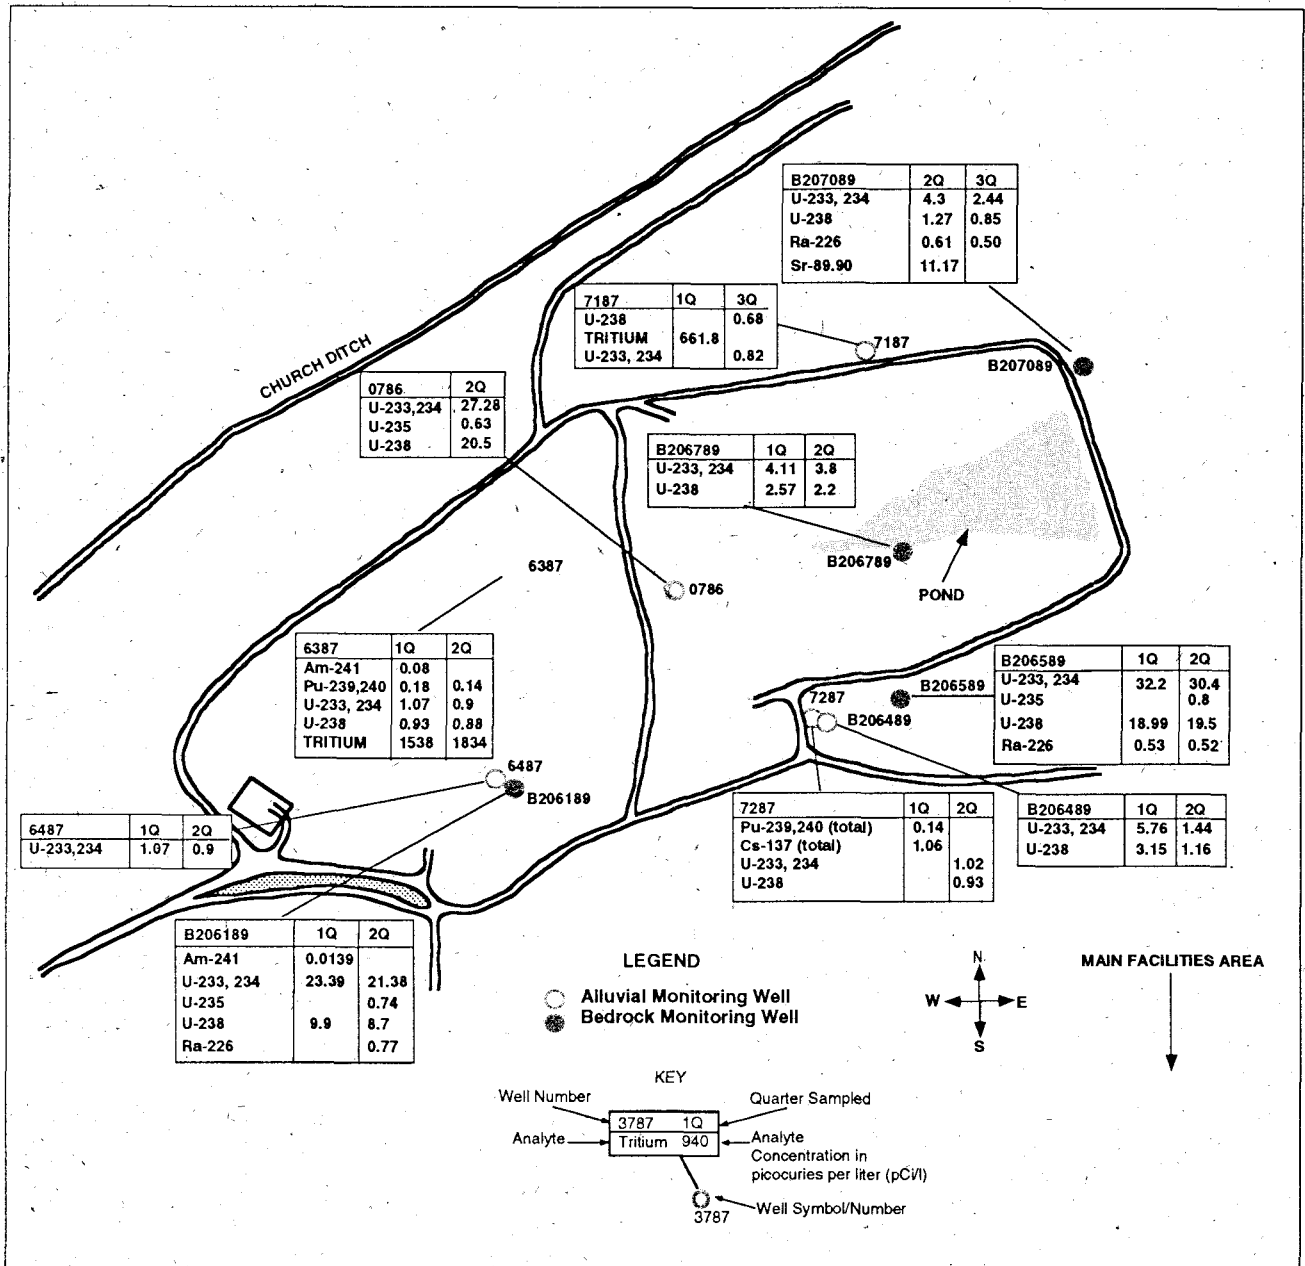 B207089 2Q 3Q
U-233, 234 4.3 2.44
U-238 1.27 0.85
Ra-226 0.61 0.50
Sr-89.90 11.17
7187 1Q 3Q
U-238 0.68
TRITIUM 661.8
U-233, 234 0.82
7187
B207089
CHURCH DITCH
0786 2Q
U-233,234 27.28
U-235 0.63
U-238 20.5
B206789 1Q 2Q
U-233, 234 4.11 3.8
U-238 2.57 2.2
B206789
POND
6387
0786
6387 1Q 2Q
Am-241 0.08
Pu-239,240 0.18 0.14
U-233, 234 1.07 0.9
U-238 0.93 0.88
TRITIUM 1538 1834
B206589 1Q 2Q
U-233, 234 32.2 30.4
U-235 0.8
U-238 18.99 19.5
Ra-226 0.53 0.52
B206589
7287
B206489
6487
B206189
6487 1Q 2Q
U-233,234 1.07 0.9
7287 1Q 2Q
Pu-239,240 (total) 0.14
Cs-137 (total) 1.06
U-233, 234 1.02
U-238 0.93
B206489 1Q 2Q
U-233, 234 5.76 1.44
U-238 3.15 1.16
B206189 1Q 2Q
Am-241 0.0139
U-233, 234 23.39 21.38
U-235 0.74
U-238 9.9 8.7
Ra-226 0.77
LEGEND
Alluvial Monitoring Well
Bedrock Monitoring Well
N
W E
S
MAIN FACILITIES AREA
KEY
Well Number
Quarter Sampled
3787 1Q
Analyte
Tritium 940
Analyte
Concentration in
picocuries per liter (pCi/l)
Well Symbol/Number
3787